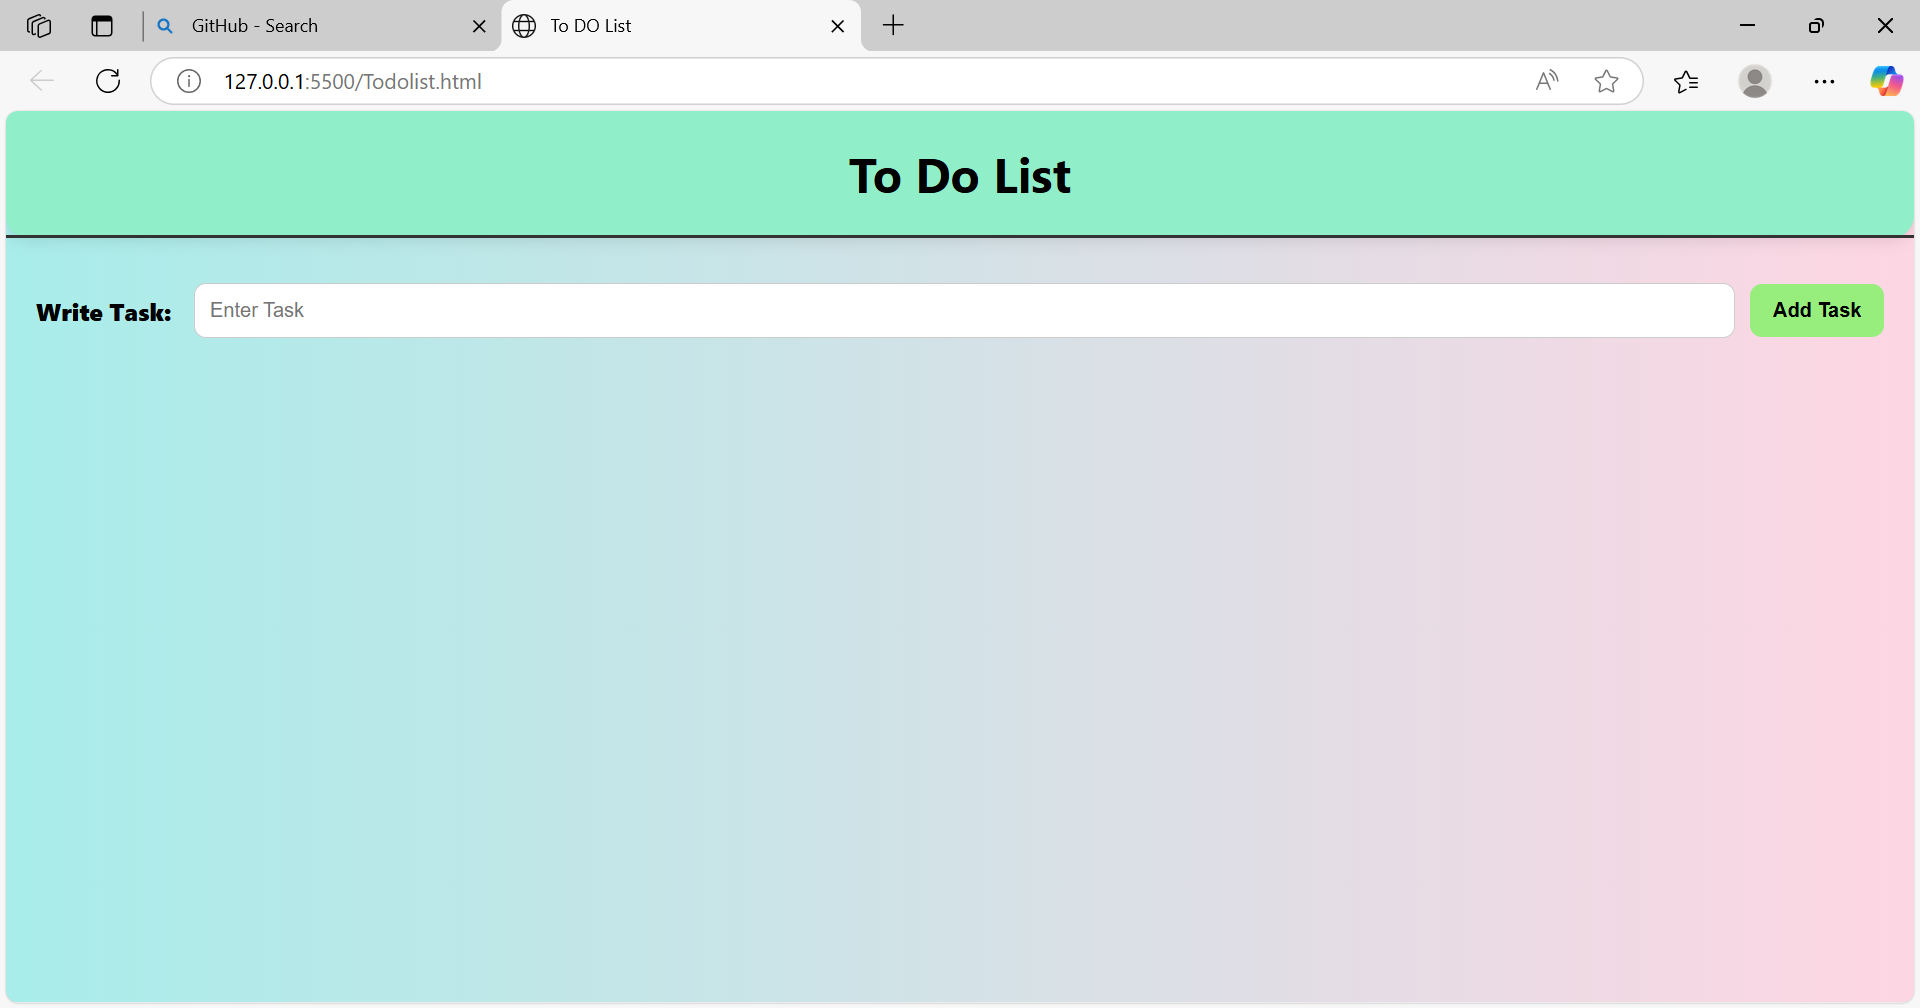 GitHub - Search
To DO List
127.0.0.1:5500/Todolist.html
To Do List
Write Task:
Enter Task
Add Task